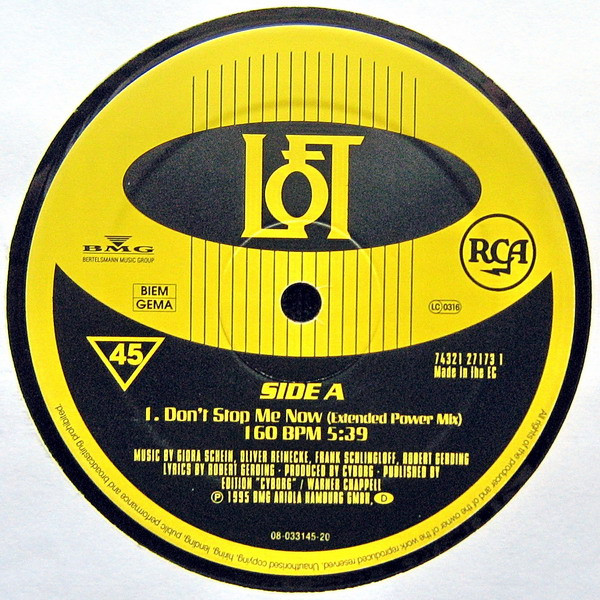 LOFT
BMG
BERTELSMANN MUSIC GROUP
RCA
BIEM
GEMA
LC 0316
45
74321 27173 1
Made in the EC
SIDE A
1. Don't Stop Me Now (Extended Power Mix)
160 BPM 5:39
MUSIC BY GIORA SCHEIN, OLIVER REINECKE, FRANK SCHLINGLOFF, ROBERT GERDING
LYRICS BY ROBERT GERDING · PRODUCED BY CYBORG · PUBLISHED BY
EDITION "CYBORG" / WARNER CHAPPELL
Ⓟ 1995 BMG ARIOLA HAMBURG GMBH, D
08-033145-20
All rights of the producer and of the owner of the work reproduced reserved. Unauthorised copying, hiring, lending, public performance and broadcasting prohibited.